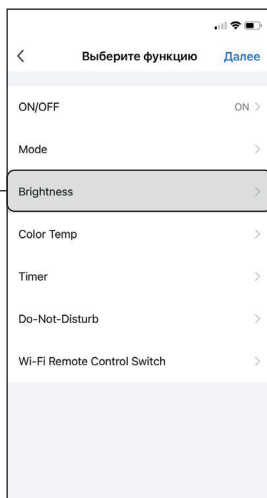 Выберите функцию Далее
ON/OFF ON
Mode
Brightness
Color Temp
Timer
Do-Not-Disturb
Wi-Fi Remote Control Switch